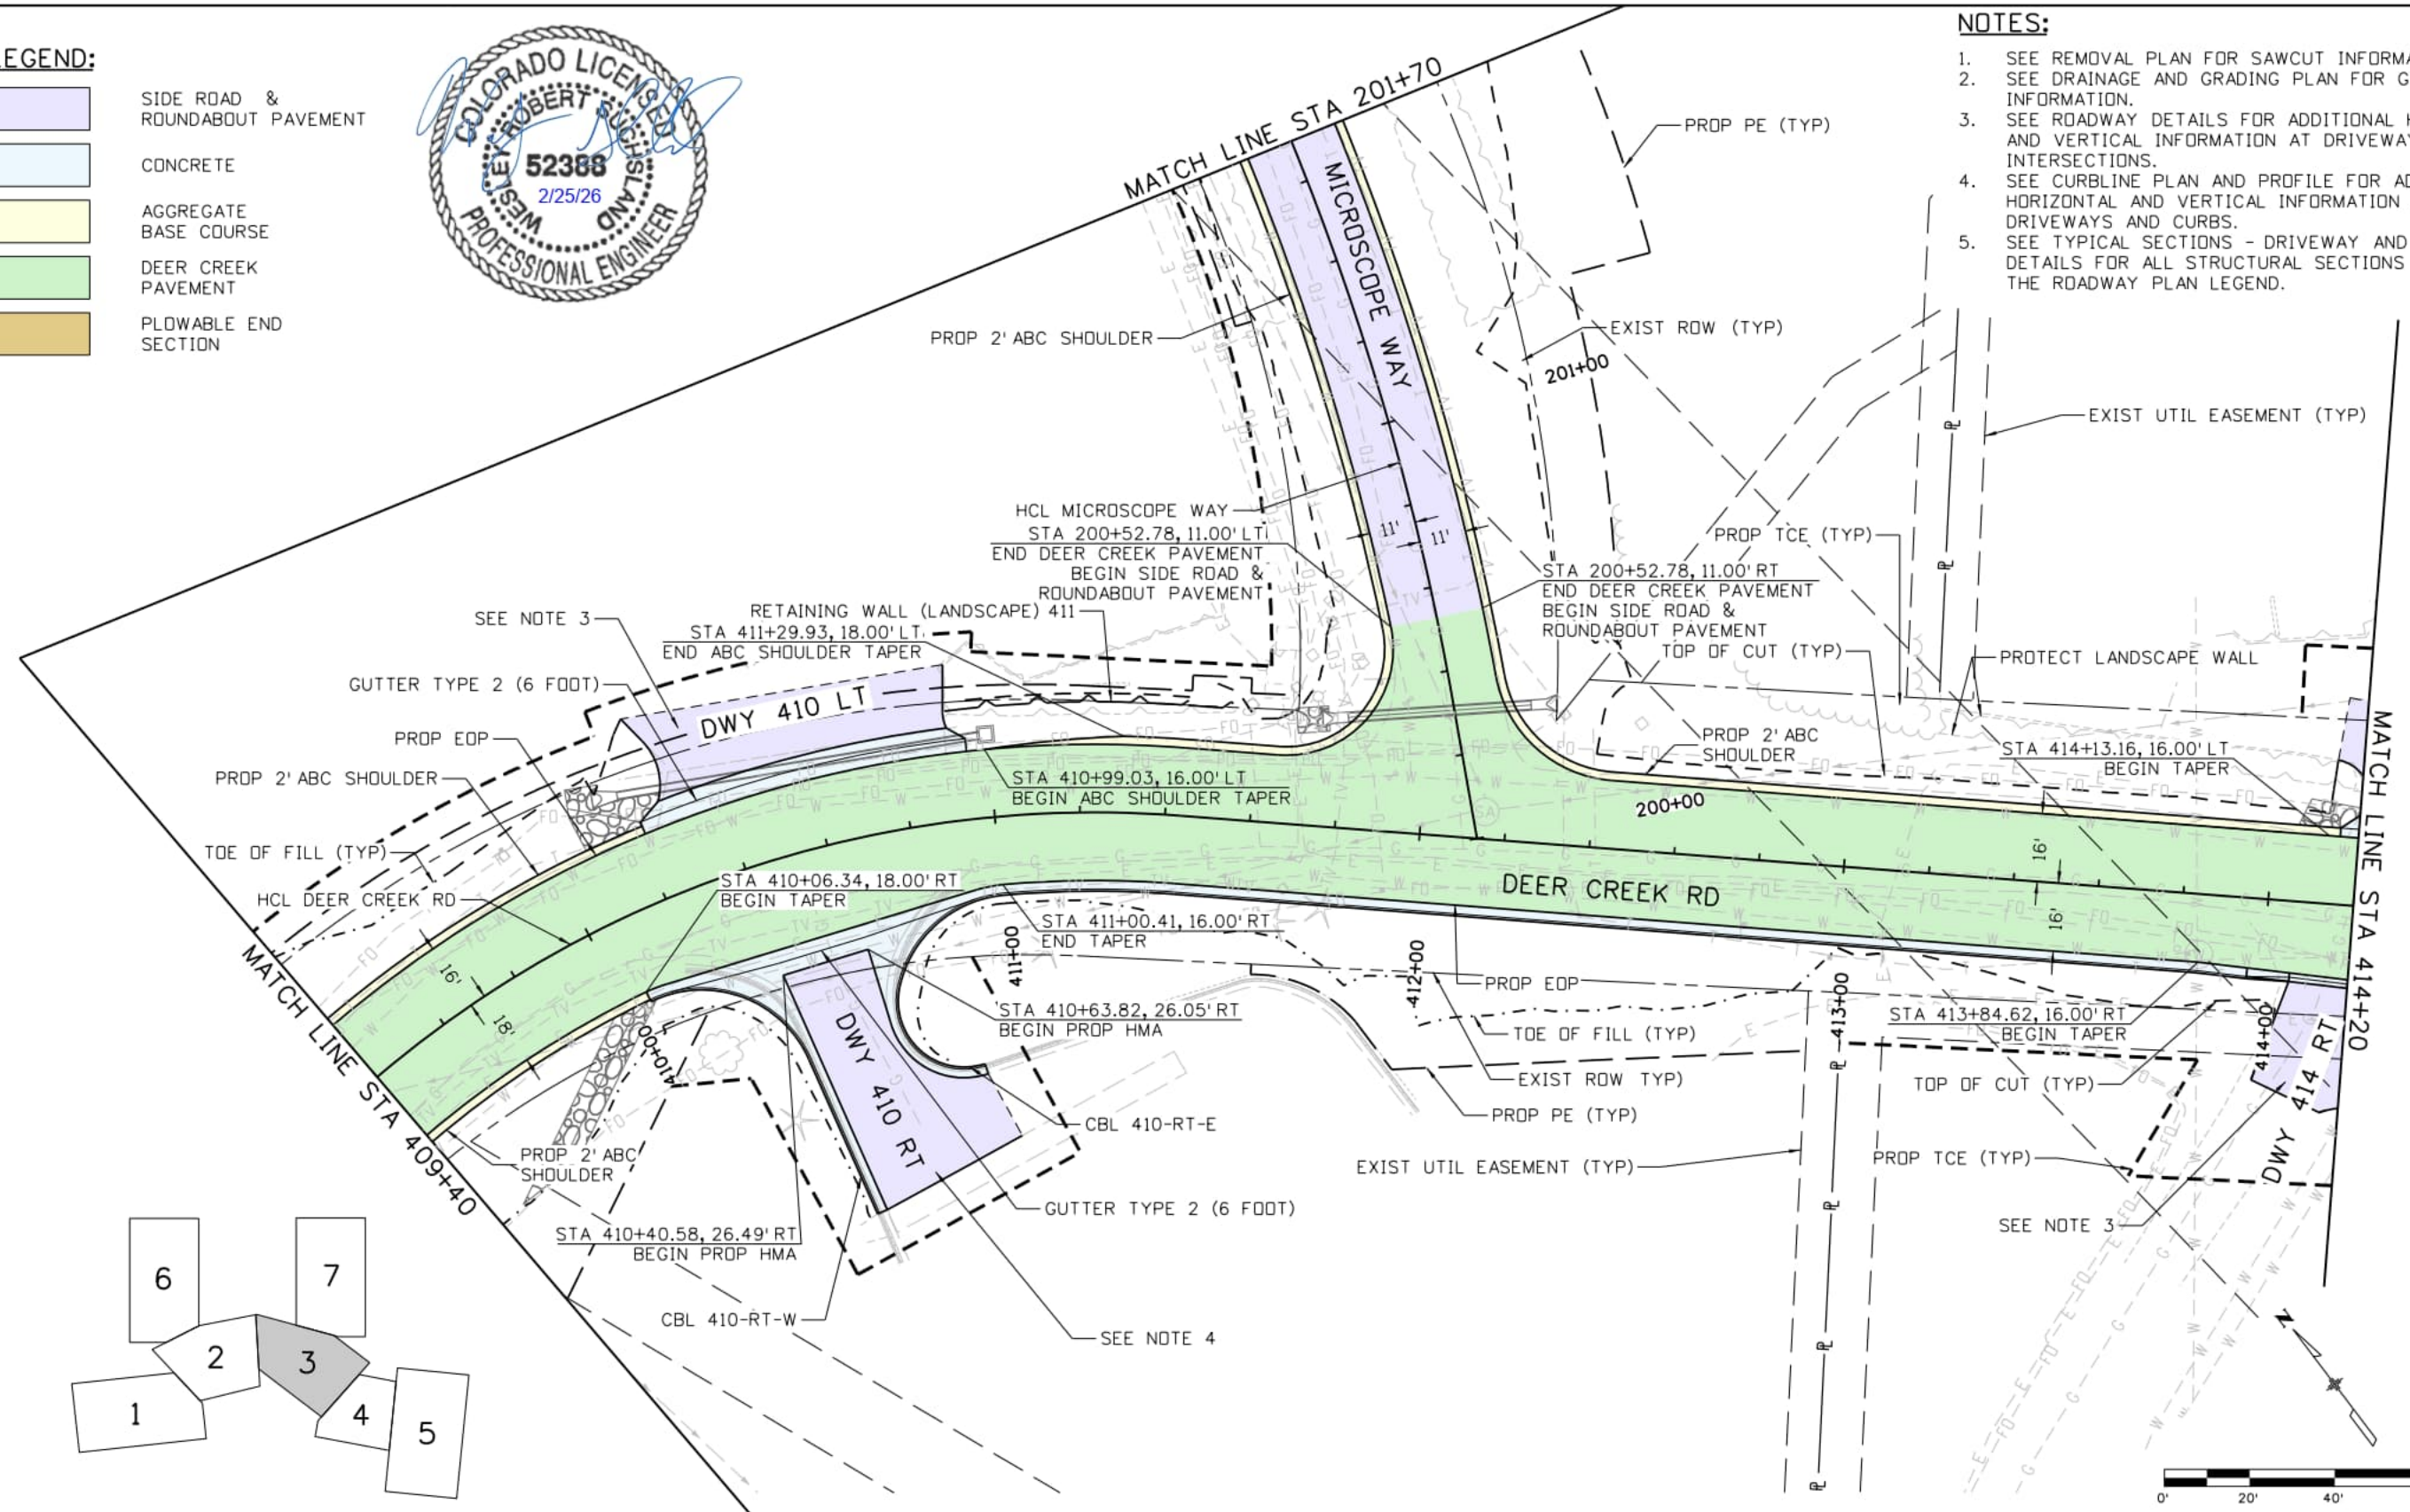 LEGEND:
SIDE ROAD &
ROUNDABOUT PAVEMENT
CONCRETE
AGGREGATE
BASE COURSE
DEER CREEK
PAVEMENT
PLOWABLE END
SECTION
COLORADO LICENSED
WESLEY ROBERT SUCHSLAND
52388
2/25/26
PROFESSIONAL ENGINEER
NOTES:
1. SEE REMOVAL PLAN FOR SAWCUT
2. SEE DRAINAGE AND GRADING PLAN FOR
INFORMATION.
3. SEE ROADWAY DETAILS FOR ADDITIONAL
AND VERTICAL INFORMATION AT
INTERSECTIONS.
4. SEE CURBLINE PLAN AND PROFILE FOR
HORIZONTAL AND VERTICAL INFORMATION
DRIVEWAYS AND CURBS.
5. SEE TYPICAL SECTIONS - DRIVEWAY AND
DETAILS FOR ALL STRUCTURAL SECTIONS
THE ROADWAY PLAN LEGEND.
MATCH LINE STA 201+70
MICROSCOPE WAY
PROP PE (TYP)
PROP 2' ABC SHOULDER
EXIST ROW (TYP)
201+00
EXIST UTIL EASEMENT (TYP)
HCL MICROSCOPE WAY
STA 200+52.78, 11.00' LT
END DEER CREEK PAVEMENT
BEGIN SIDE ROAD &
ROUNDABOUT PAVEMENT
11'
11'
PROP TCE (TYP)
STA 200+52.78, 11.00' RT
END DEER CREEK PAVEMENT
BEGIN SIDE ROAD &
ROUNDABOUT PAVEMENT
TOP OF CUT (TYP)
PROTECT LANDSCAPE WALL
SEE NOTE 3
RETAINING WALL (LANDSCAPE) 411
STA 411+29.93, 18.00' LT
END ABC SHOULDER TAPER
GUTTER TYPE 2 (6 FOOT)
DWY 410 LT
PROP EOP
PROP 2' ABC SHOULDER
STA 410+99.03, 16.00' LT
BEGIN ABC SHOULDER TAPER
PROP 2' ABC
SHOULDER
STA 414+13.16, 16.00' LT
BEGIN TAPER
MATCH LINE STA 414+20
200+00
TOE OF FILL (TYP)
HCL DEER CREEK RD
STA 410+06.34, 18.00' RT
BEGIN TAPER
DEER CREEK RD
16'
16'
STA 411+00.41, 16.00' RT
END TAPER
16'
18'
MATCH LINE STA 409+40
410+00
411+00
412+00
413+00
414+00
PROP EOP
STA 410+63.82, 26.05' RT
BEGIN PROP HMA
DWY 410 RT
TOE OF FILL (TYP)
STA 413+84.62, 16.00' RT
BEGIN TAPER
EXIST ROW TYP)
TOP OF CUT (TYP)
PROP PE (TYP)
DWY 414 RT
CBL 410-RT-E
PROP 2' ABC
SHOULDER
EXIST UTIL EASEMENT (TYP)
PROP TCE (TYP)
GUTTER TYPE 2 (6 FOOT)
SEE NOTE 3
STA 410+40.58, 26.49' RT
BEGIN PROP HMA
CBL 410-RT-W
SEE NOTE 4
6
7
2
3
1
4
5
N
0'
20'
40'